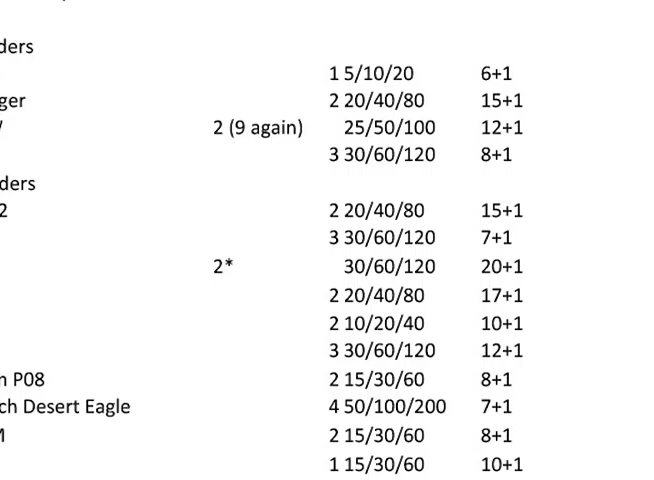 ders
1 5/10/20 6+1
ger 2 20/40/80 15+1
2 (9 again) 25/50/100 12+1
3 30/60/120 8+1
ders
2 2 20/40/80 15+1
3 30/60/120 7+1
2* 30/60/120 20+1
2 20/40/80 17+1
2 10/20/40 10+1
3 30/60/120 12+1
n P08 2 15/30/60 8+1
ch Desert Eagle 4 50/100/200 7+1
M 2 15/30/60 8+1
1 15/30/60 10+1